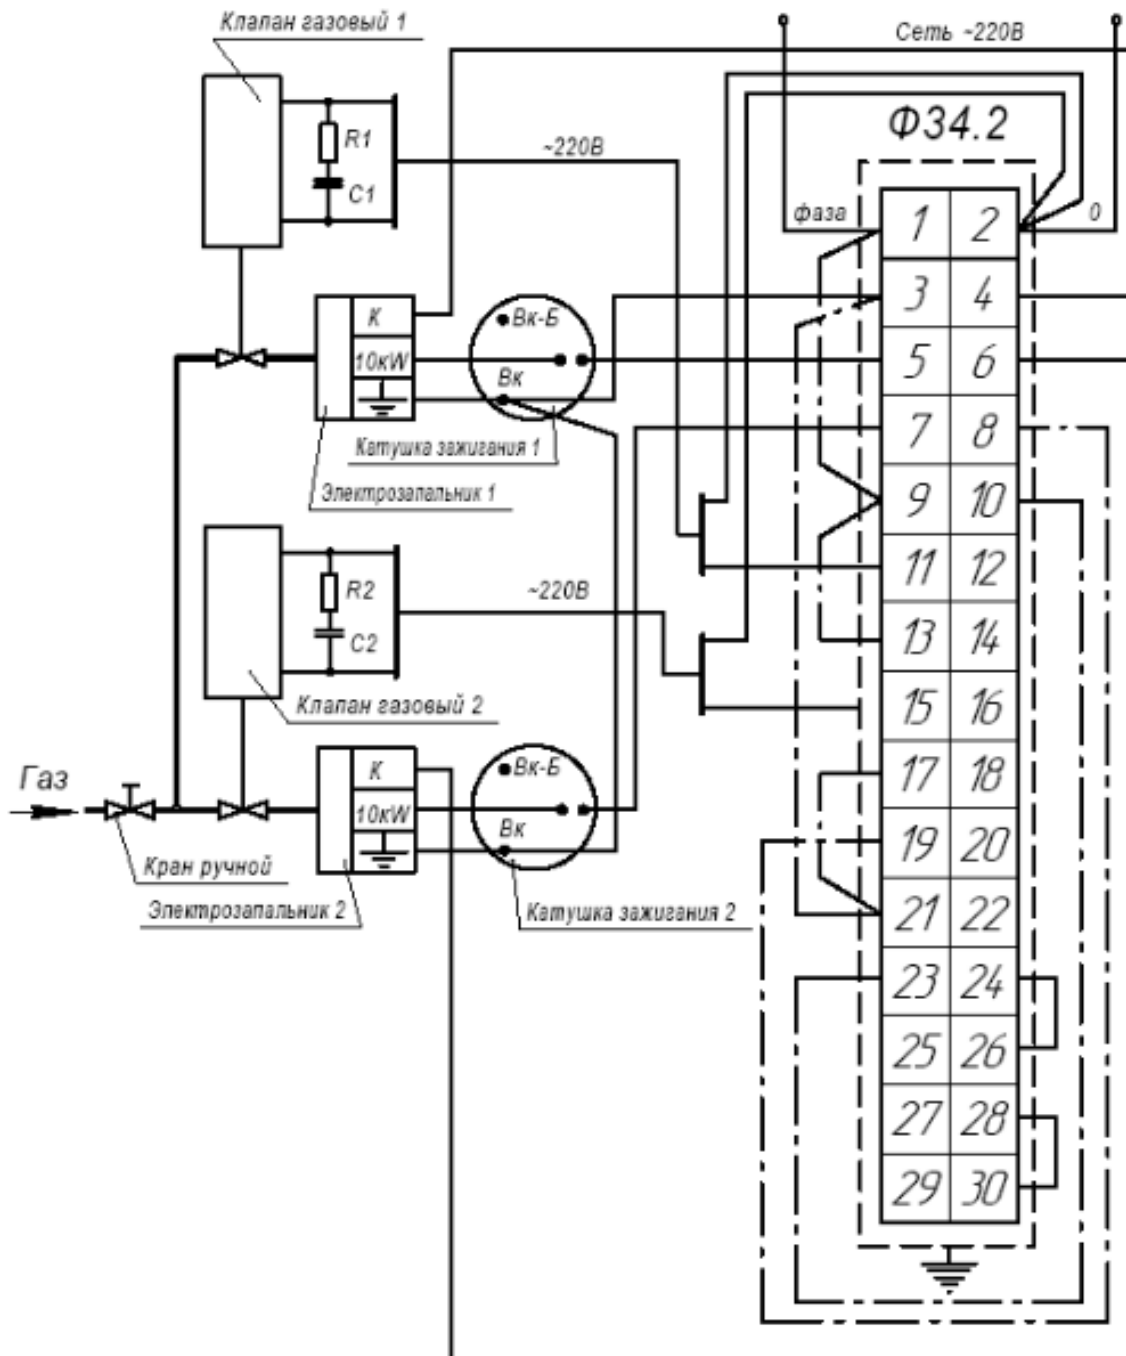 Клапан газовый 1
Сеть ~220В
Ф34.2
R1
C1
~220В
фаза
0
1 2
3 4
К
Вк-Б
10кW
5 6
Вк
7 8
Катушка зажигания 1
Электрозапальник 1
9 10
11 12
R2
C2
~220В
13 14
15 16
Клапан газовый 2
Газ
К
Вк-Б
17 18
10кW
Вк
19 20
Кран ручной
Электрозапальник 2
Катушка зажигания 2
21 22
23 24
25 26
27 28
29 30